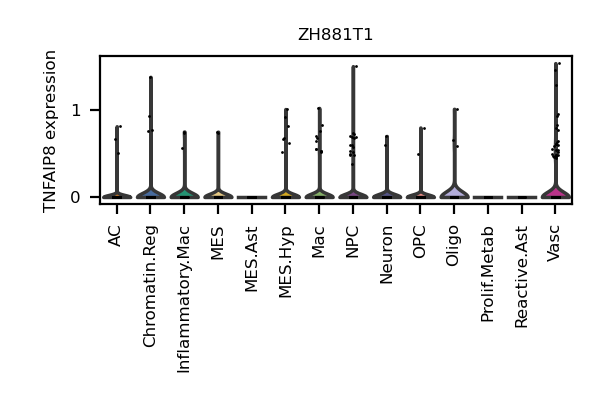 ZH881T1
TNFAIP8 expression
1
0
AC
Chromatin.Reg
Inflammatory.Mac
MES
MES.Ast
MES.Hyp
Mac
NPC
Neuron
OPC
Oligo
Prolif.Metab
Reactive.Ast
Vasc